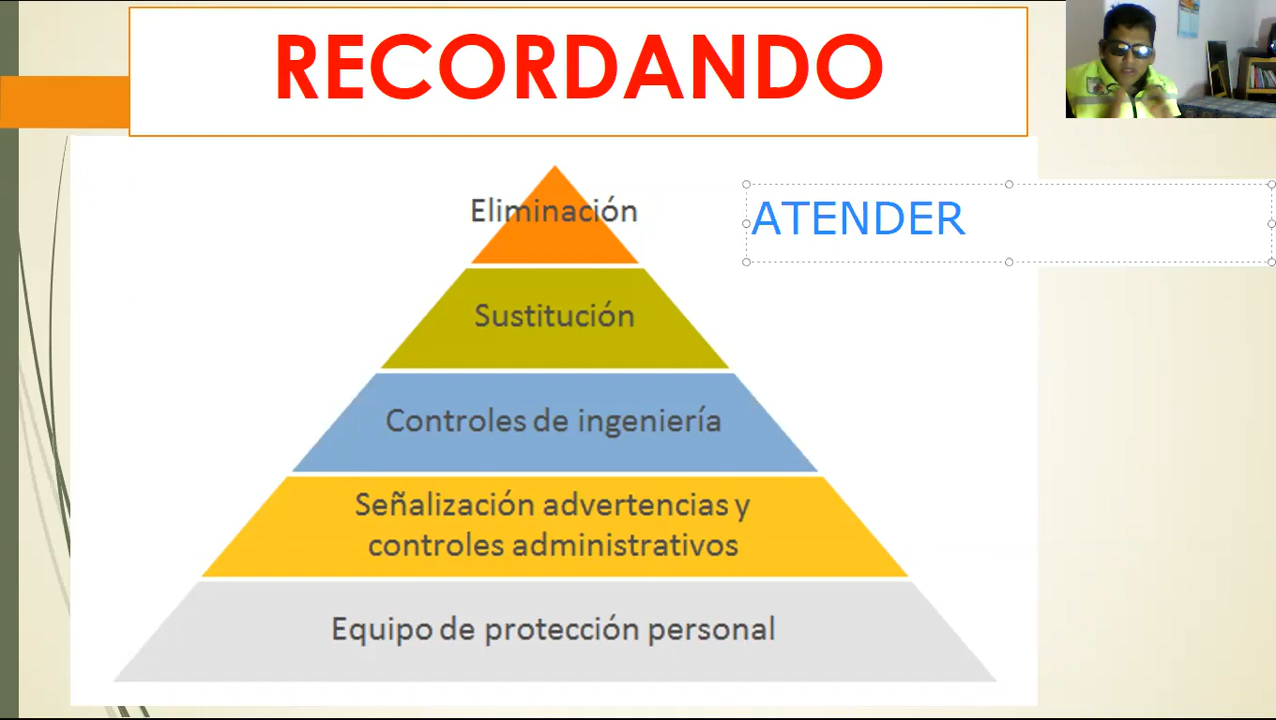 RECORDANDO
ATENDER
Eliminación
Sustitución
Controles de ingeniería
Señalización advertencias y
controles administrativos
Equipo de protección personal